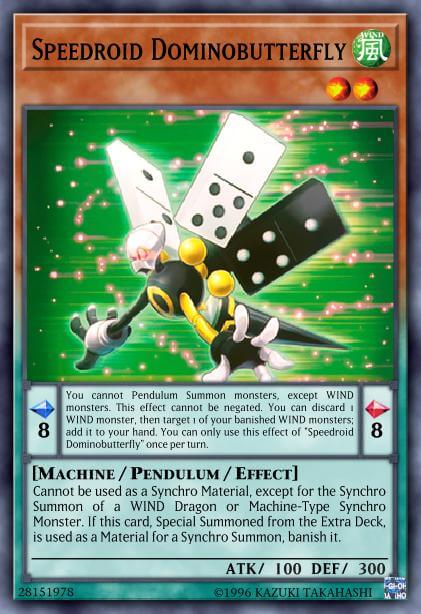 Speedroid Dominobutterfly
WIND
風
You cannot Pendulum Summon monsters, except WIND
monsters. This effect cannot be negated. You can discard 1
WIND monster, then target 1 of your banished WIND monsters;
add it to your hand. You can only use this effect of "Speedroid
Dominobutterfly" once per turn.
8
8
[Machine / Pendulum / Effect]
Cannot be used as a Synchro Material, except for the Synchro
Summon of a WIND Dragon or Machine-Type Synchro
Monster. If this card, Special Summoned from the Extra Deck,
is used as a Material for a Synchro Summon, banish it.
ATK/ 100 DEF/ 300
28151978
©1996 KAZUKI TAKAHASHI